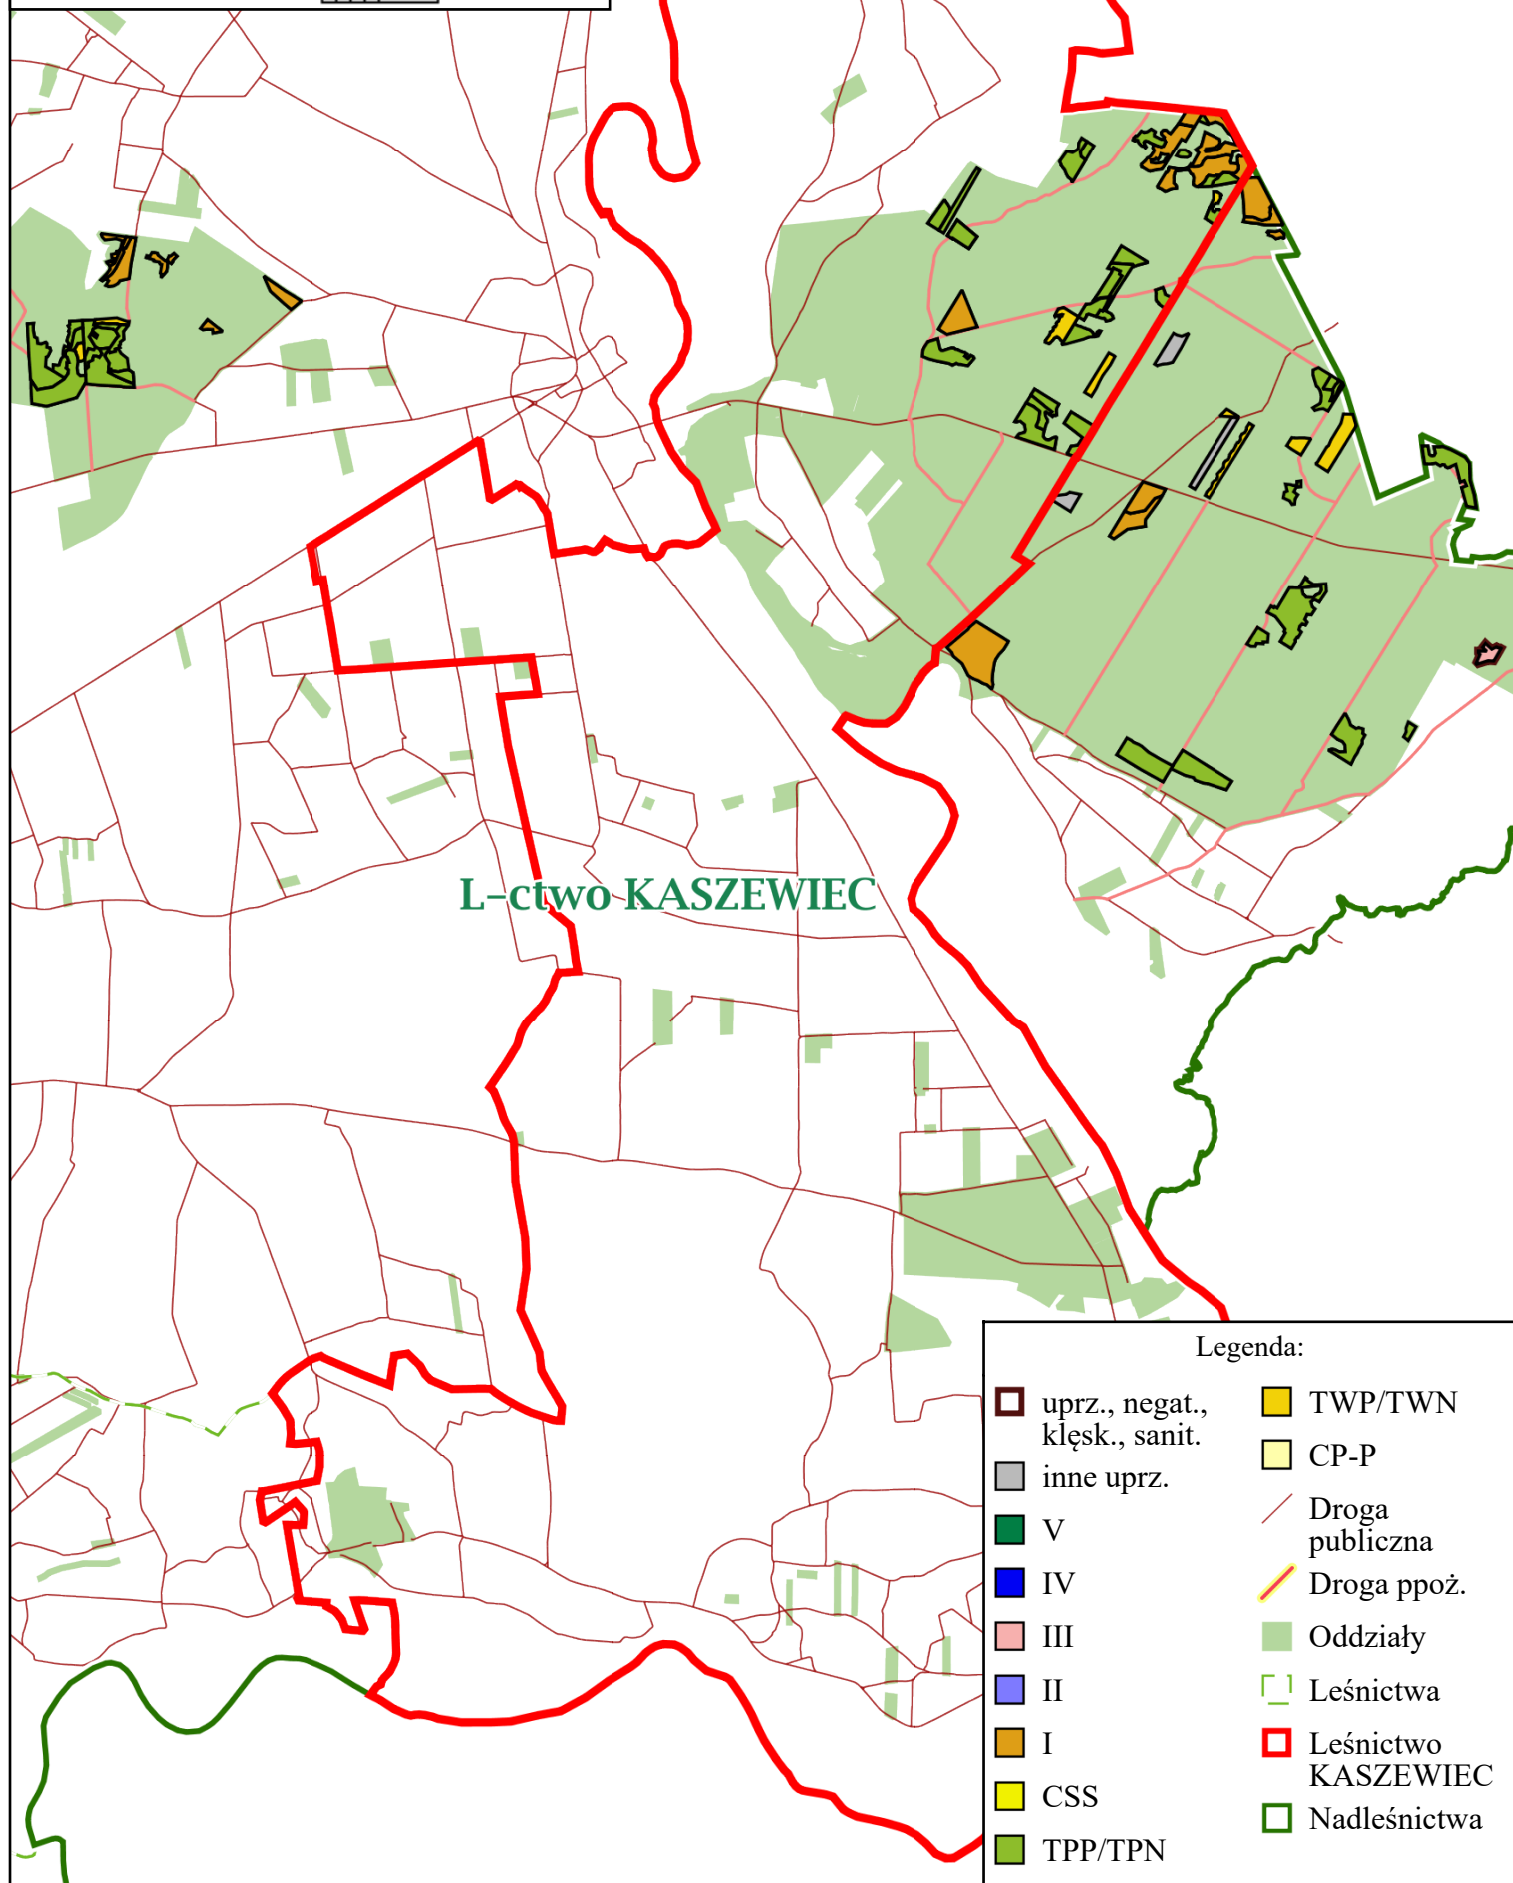 L-ctwo KASZEWIEC
Legenda:
uprz., negat.,
klęsk., sanit.
inne uprz.
V
IV
III
II
I
CSS
TPP/TPN
TWP/TWN
CP-P
Droga
publiczna
Droga ppoż.
Oddziały
Leśnictwa
Leśnictwo
KASZEWIEC
Nadleśnictwa